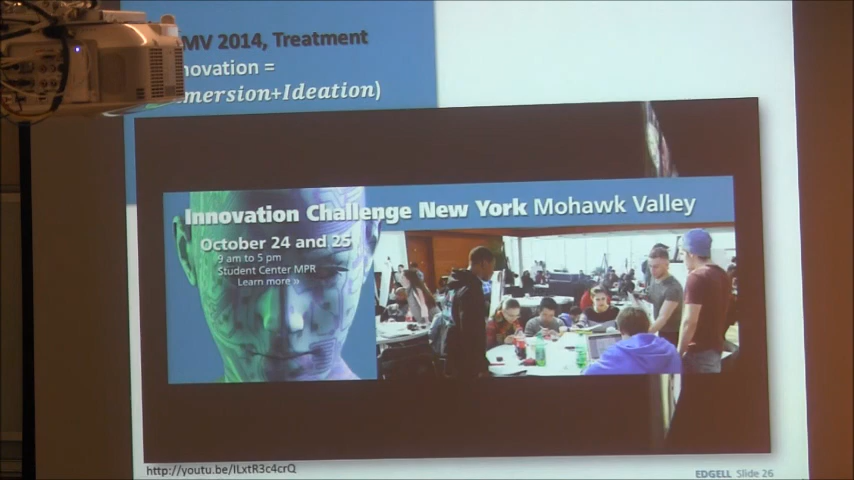 MV 2014, Treatment
novation =
mersion+Ideation)
Innovation Challenge New York Mohawk Valley
October 24 and 25
9 am to 5 pm
Student Center MPR
Learn more »
http://youtu.be/ILxtR3c4crQ
EDGELL Slide 26